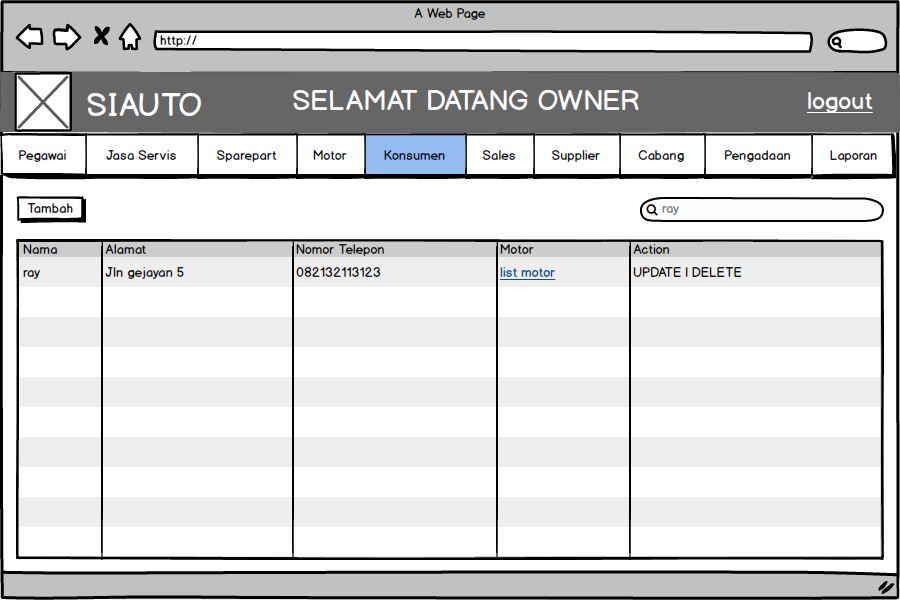 A Web Page
http://
SIAUTO SELAMAT DATANG OWNER logout
Pegawai Jasa Servis Sparepart Motor Konsumen Sales Supplier Cabang Pengadaan Laporan
Tambah ray
Nama Alamat Nomor Telepon Motor Action
ray Jln gejayan 5 082132113123 list motor UPDATE | DELETE